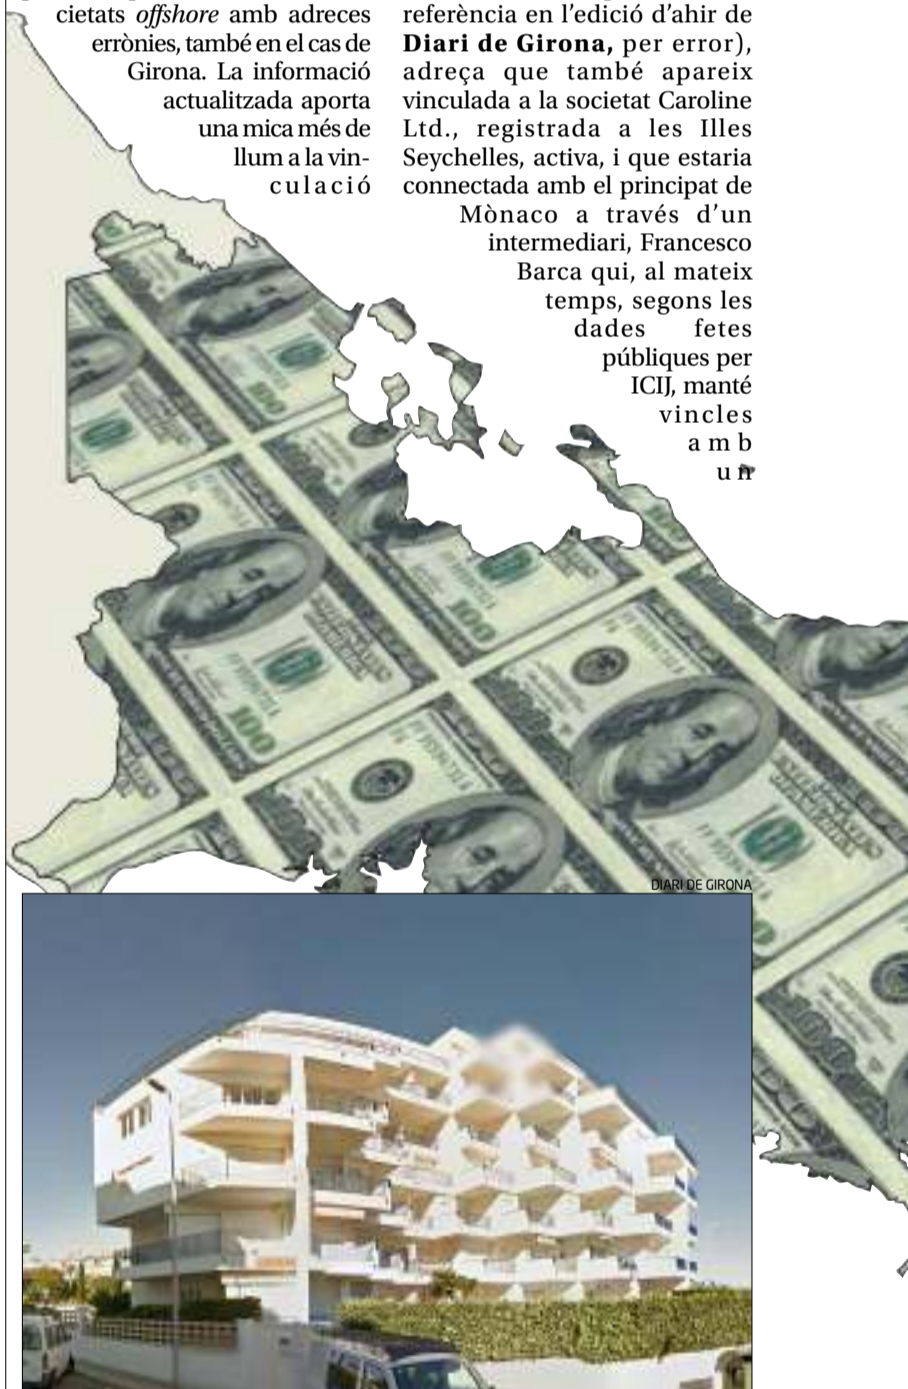 cietats offshore amb adreces
errònies, també en el cas de
Girona. La informació
actualitzada aporta
una mica més de
llum a la vin-
culació
referència en l’edició d’ahir de
Diari de Girona, per error),
adreça que també apareix
vinculada a la societat Caroline
Ltd., registrada a les Illes
Seychelles, activa, i que estaria
connectada amb el principat de
Mònaco a través d’un
intermediari, Francesco
Barca qui, al mateix
temps, segons les
dades fetes
públiques per
ICIJ, manté
vincles
amb
un
DIARI DE GIRONA